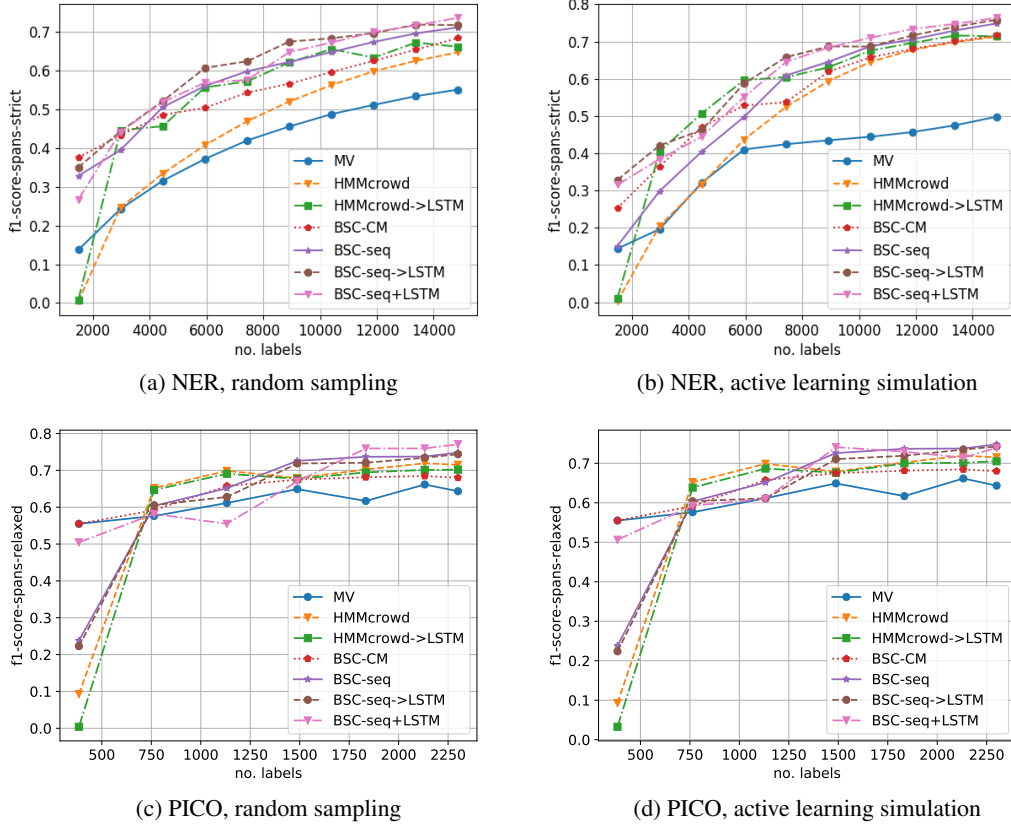 f1-score-spans-strict
0.7
0.6
0.5
0.4
0.3
0.2
0.1
0.0
MV
HMMcrowd
HMMcrowd->LSTM
BSC-CM
BSC-seq
BSC-seq->LSTM
BSC-seq+LSTM
2000 4000 6000 8000 10000 12000 14000
no. labels
(a) NER, random sampling
f1-score-spans-strict
0.8
0.7
0.6
0.5
0.4
0.3
0.2
0.1
0.0
MV
HMMcrowd
HMMcrowd->LSTM
BSC-CM
BSC-seq
BSC-seq->LSTM
BSC-seq+LSTM
2000 4000 6000 8000 10000 12000 14000
no. labels
(b) NER, active learning simulation
f1-score-spans-relaxed
0.8
0.7
0.6
0.5
0.4
0.3
0.2
0.1
0.0
MV
HMMcrowd
HMMcrowd->LSTM
BSC-CM
BSC-seq
BSC-seq->LSTM
BSC-seq+LSTM
500 750 1000 1250 1500 1750 2000 2250
no. labels
(c) PICO, random sampling
f1-score-spans-relaxed
0.8
0.7
0.6
0.5
0.4
0.3
0.2
0.1
0.0
MV
HMMcrowd
HMMcrowd->LSTM
BSC-CM
BSC-seq
BSC-seq->LSTM
BSC-seq+LSTM
500 750 1000 1250 1500 1750 2000 2250
no. labels
(d) PICO, active learning simulation